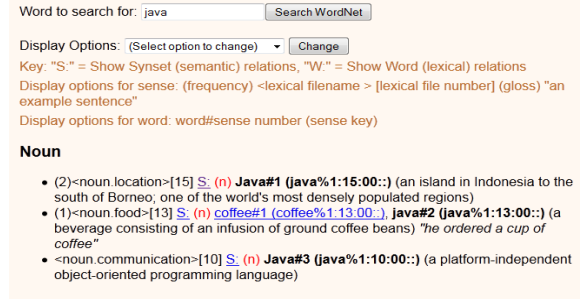 Word to search for: java Search WordNet
Display Options: (Select option to change) Change
Key: "S:" = Show Synset (semantic) relations, "W:" = Show Word (lexical) relations
Display options for sense: (frequency) <lexical filename > [lexical file number] (gloss) "an
example sentence"
Display options for word: word#sense number (sense key)
Noun
• (2)<noun.location>[15] S: (n) Java#1 (java%1:15:00::) (an island in Indonesia to the
south of Borneo; one of the world's most densely populated regions)
• (1)<noun.food>[13] S: (n) coffee#1 (coffee%1:13:00::), java#2 (java%1:13:00::) (a
beverage consisting of an infusion of ground coffee beans) "he ordered a cup of
coffee"
• <noun.communication>[10] S: (n) Java#3 (java%1:10:00::) (a platform-independent
object-oriented programming language)